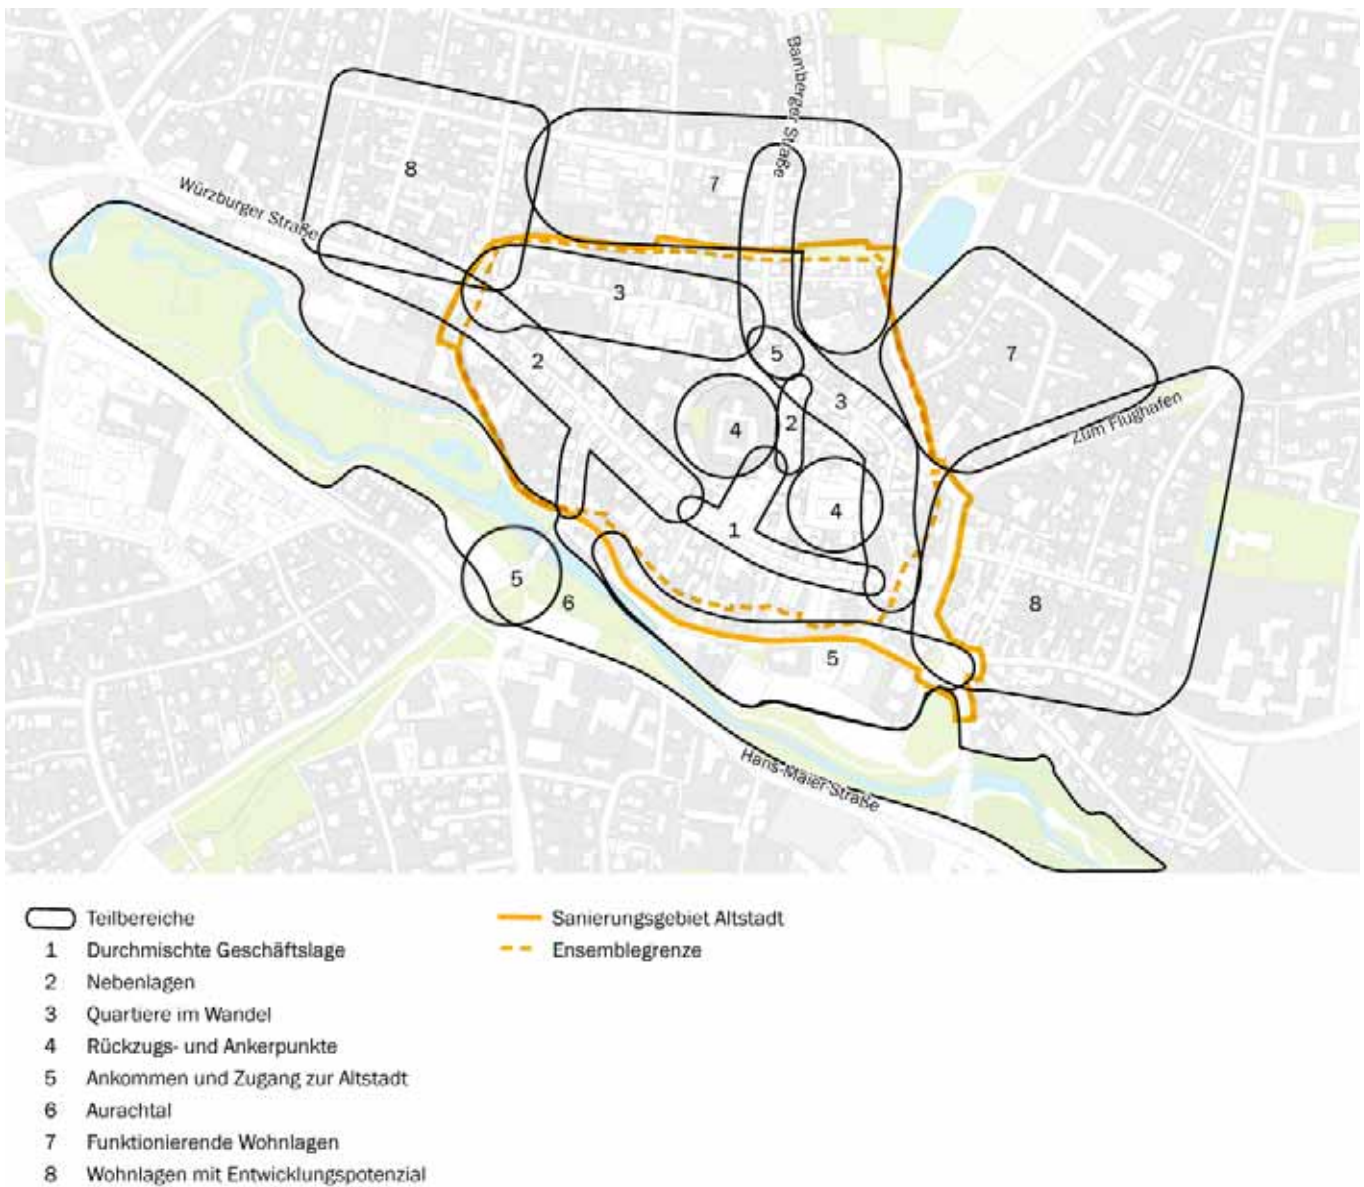 Bamberger Straße
8
7
Würzburger Straße
3
5
7
2
3
2
4
Zum Flughafen
4
1
5
6
8
5
Hans-Maier-Straße
Teilbereiche
1 Durchmischte Geschäftslage
2 Nebenlagen
3 Quartiere im Wandel
4 Rückzugs- und Ankerpunkte
5 Ankommen und Zugang zur Altstadt
6 Aurachtal
7 Funktionierende Wohnlagen
8 Wohnlagen mit Entwicklungspotenzial
Sanierungsgebiet Altstadt
Ensemblegrenze